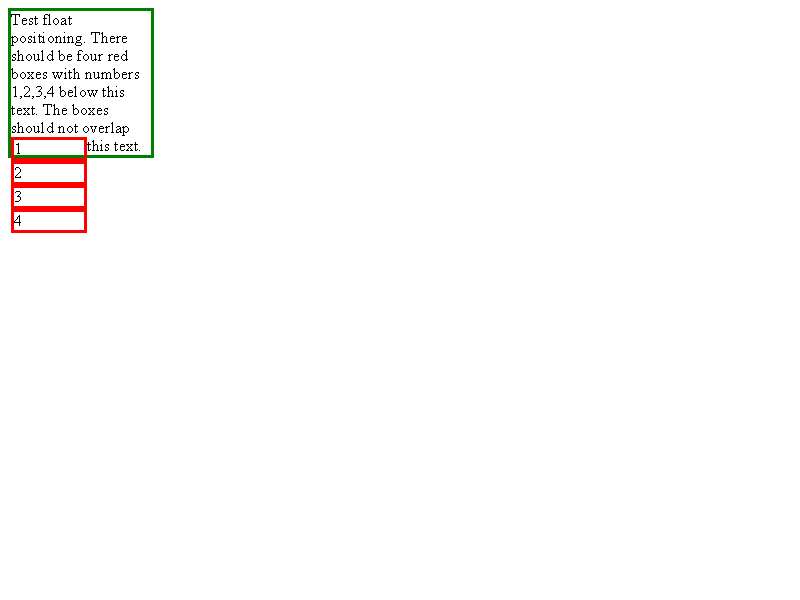 Test float
positioning. There
should be four red
boxes with numbers
1,2,3,4 below this
text. The boxes
should not overlap
this text.
1
2
3
4